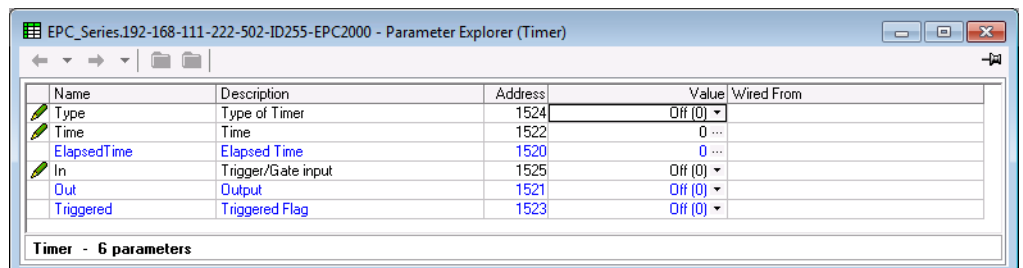 EPC_Series.192-168-111-222-502-ID255-EPC2000 - Parameter Explorer (Timer)
Name Description Address Value Wired From
Type Type of Timer 1524 Off (0)
Time Time 1522 0 ...
ElapsedTime Elapsed Time 1520 0 ...
In Trigger/Gate input 1525 Off (0)
Out Output 1521 Off (0)
Triggered Triggered Flag 1523 Off (0)
Timer - 6 parameters